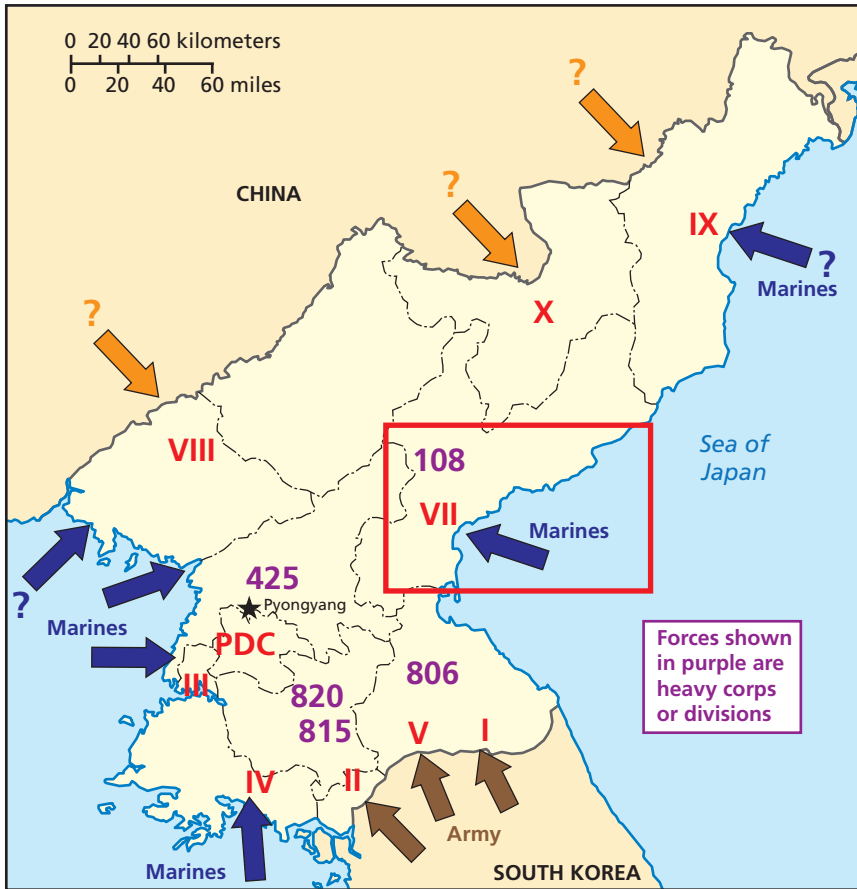 0 20 40 60 kilometers
0 20 40 60 miles
?
CHINA
?
IX
?
Marines
X
?
VIII
108
Sea of
Japan
VII
Marines
425
Pyongyang
?
Marines
PDC
III
820
815
806
Forces shown
in purple are
heavy corps
or divisions
V
I
IV
II
Army
Marines
SOUTH KOREA